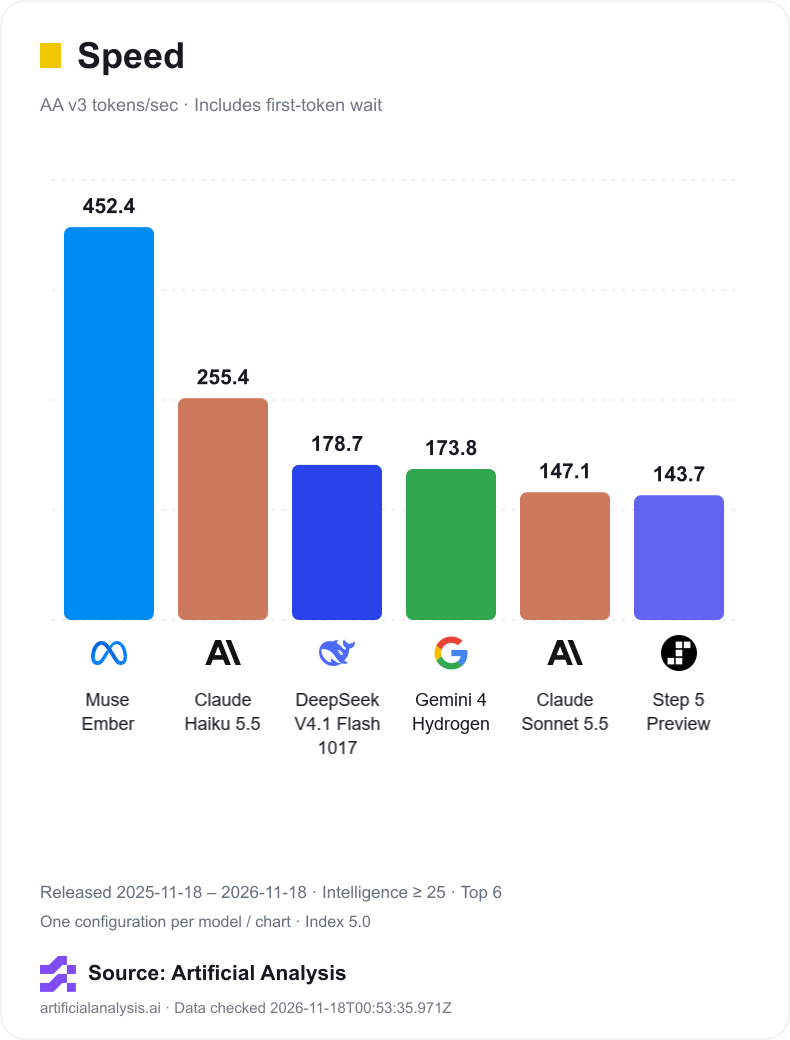 Speed
AA v3 tokens/sec · Includes first-token wait
452.4
255.4
178.7
173.8
147.1
143.7
Muse
Ember
Claude
Haiku 5.5
DeepSeek
V4.1 Flash
1017
Gemini 4
Hydrogen
Claude
Sonnet 5.5
Step 5
Preview
Released 2025-11-18 – 2026-11-18 · Intelligence ≥ 25 · Top 6
One configuration per model / chart · Index 5.0
Source: Artificial Analysis
artificialanalysis.ai · Data checked 2026-11-18T00:53:35.971Z